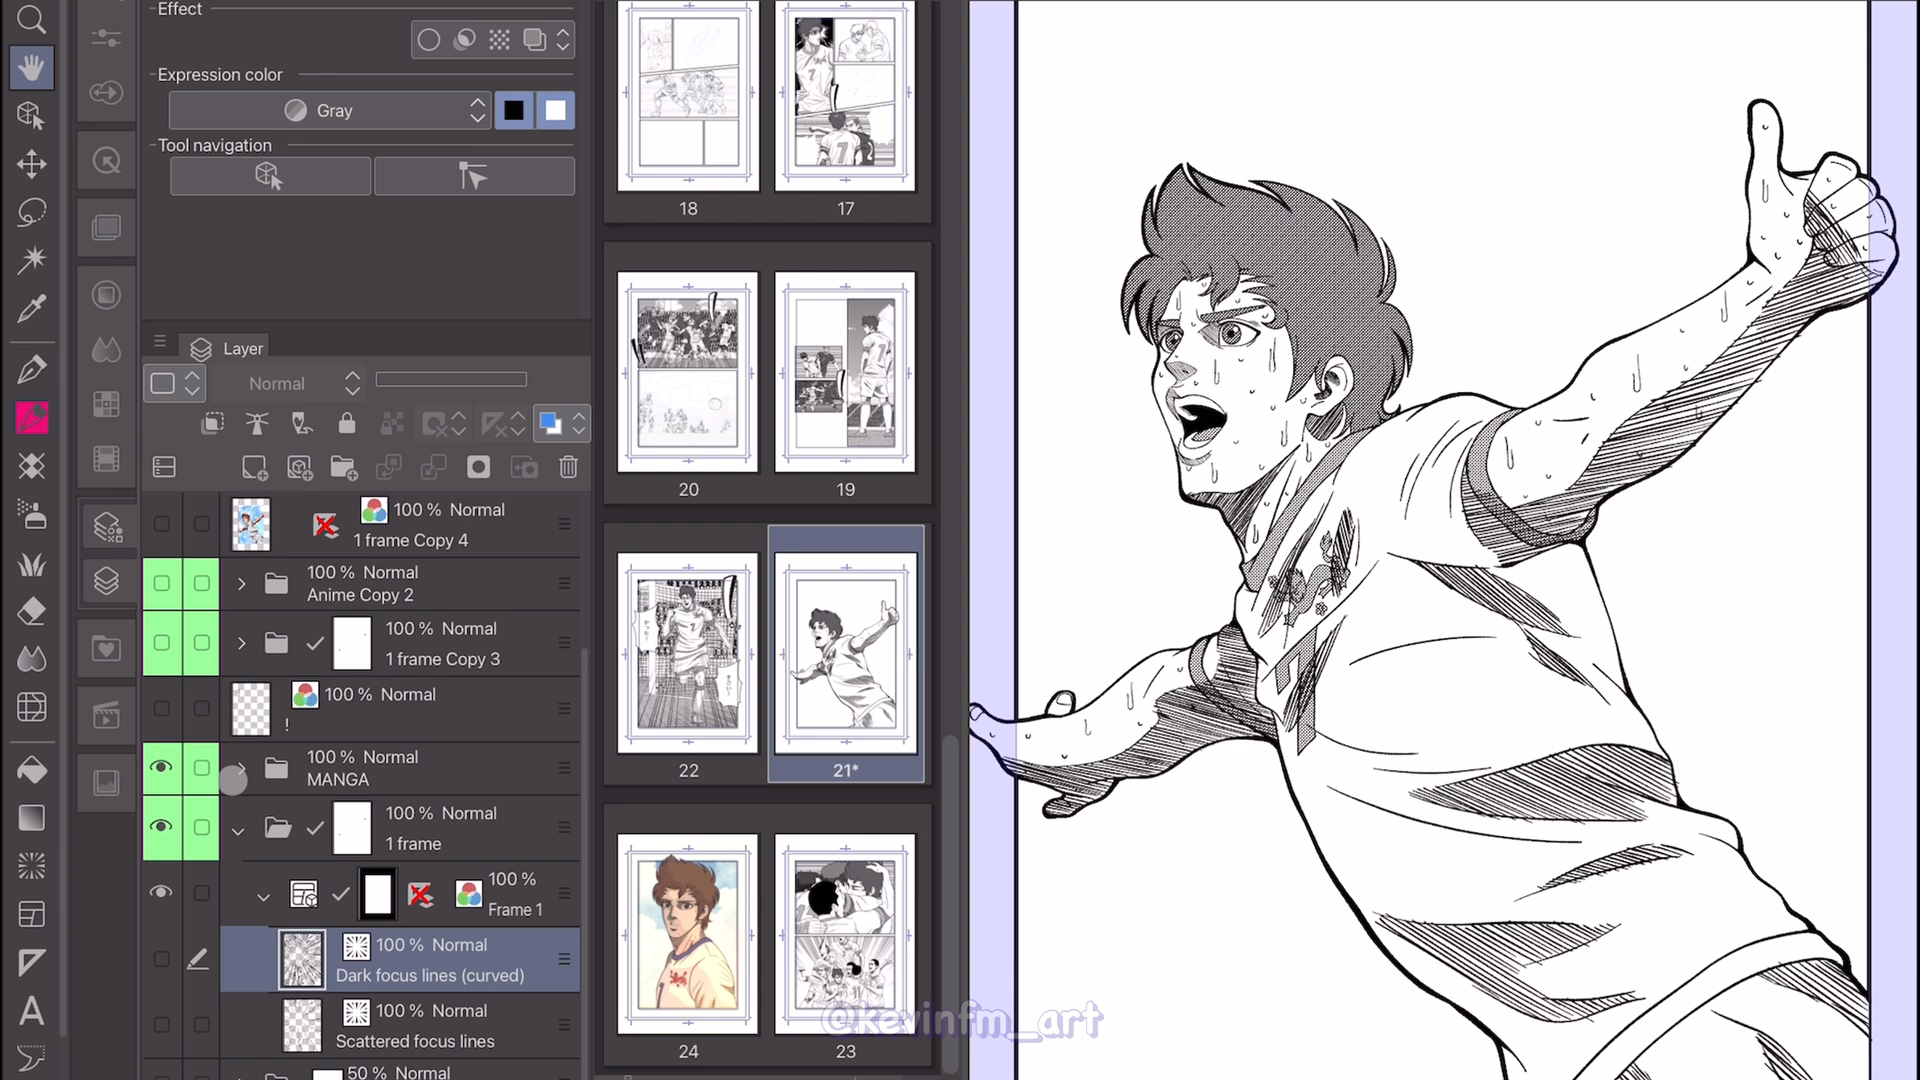 Effect
Expression color
Gray
Tool navigation
Layer
Normal
100 % Normal
1 frame Copy 4
100 % Normal
Anime Copy 2
100 % Normal
1 frame Copy 3
100 % Normal
!
100 % Normal
MANGA
100 % Normal
1 frame
100 %
Frame 1
100 % Normal
Dark focus lines (curved)
100 % Normal
Scattered focus lines
50 % Normal
18
17
20
19
22
21*
24
23
@kevinfm_art